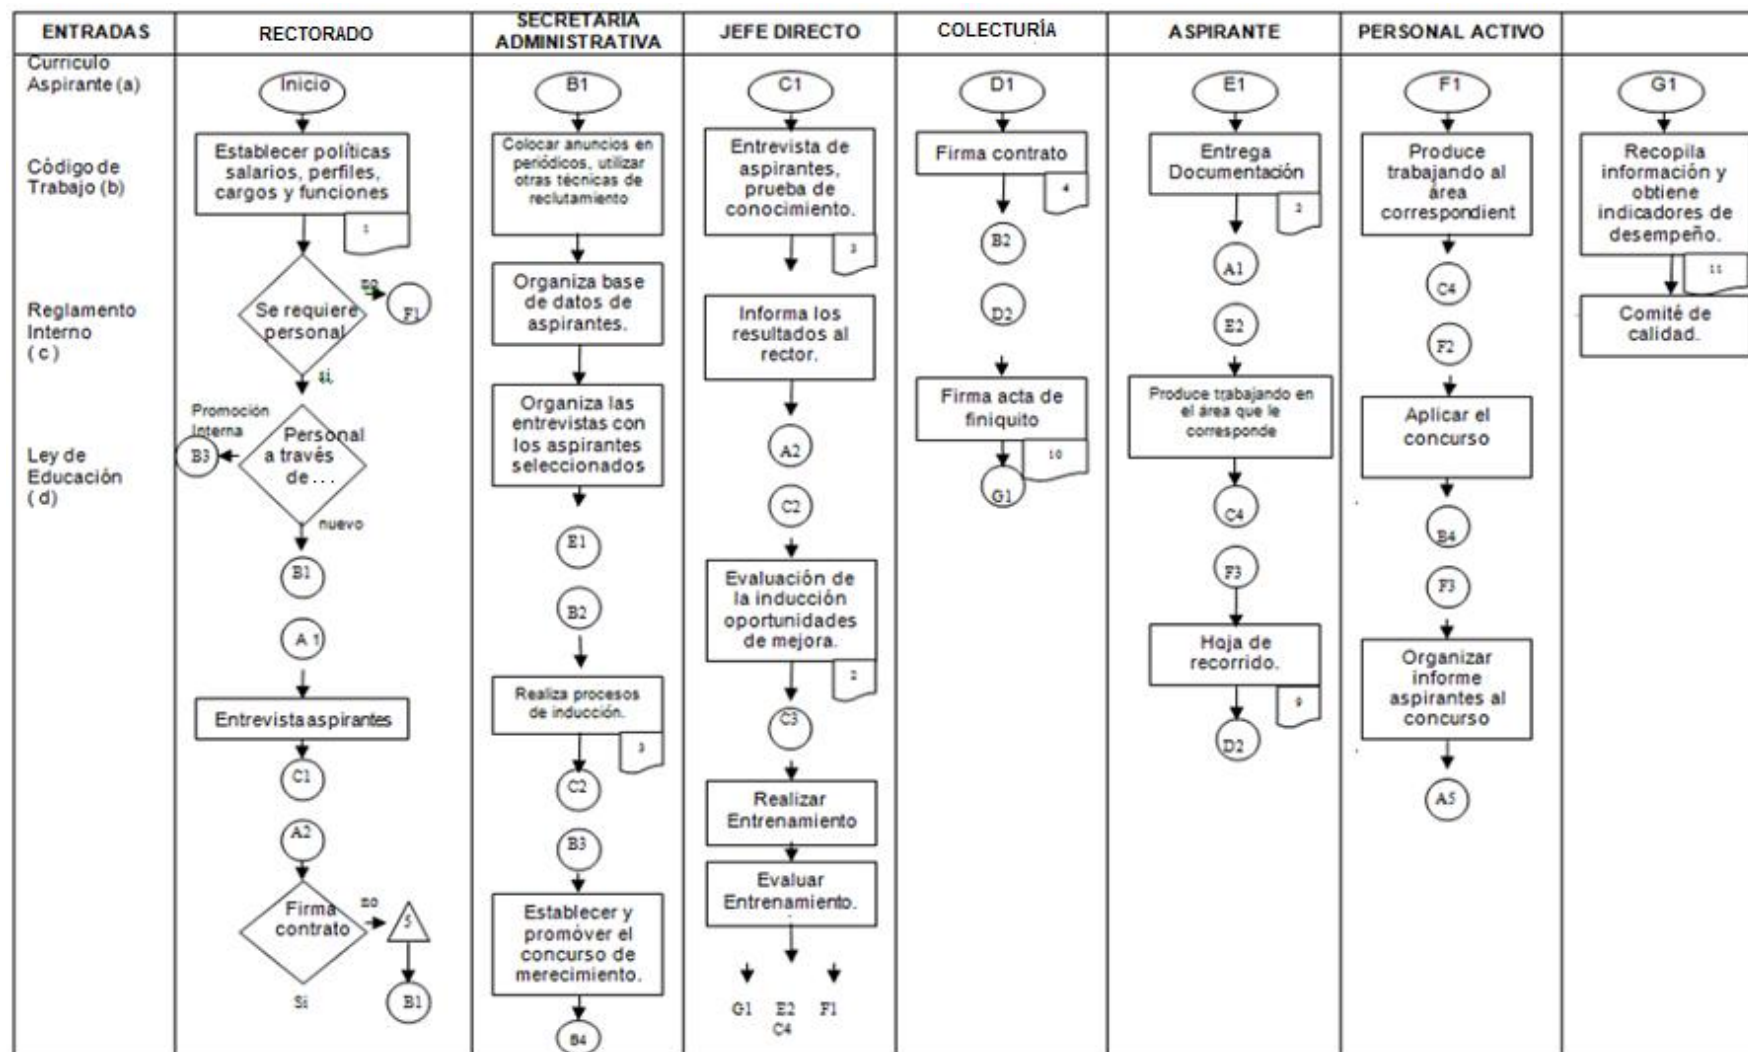 ENTRADAS
RECTORADO
SECRETARIA
ADMINISTRATIVA
JEFE DIRECTO
COLECTURÍA
ASPIRANTE
PERSONAL ACTIVO
Curriculo
Aspirante (a)
Código de
Trabajo (b)
Reglamento
Interno
( c )
Ley de
Educación
( d )
Inicio
Establecer políticas
salarios, perfiles,
cargos y funciones
1
Se requiere
personal
no
F1
si
Promoción
Interna
B3
Personal
a través
de . . .
nuevo
B1
A 1
Entrevista aspirantes
C1
A2
Firma
contrato
no
5
B1
Si
B1
Colocar anuncios en
periódicos, utilizar
otras técnicas de
reclutamiento
Organiza base
de datos de
aspirantes.
Organiza las
entrevistas con
los aspirantes
seleccionados
E1
B2
Realiza procesos
de inducción.
3
C2
B3
Establecer y
promóver el
concurso de
merecimiento.
B4
C1
Entrevista de
aspirantes,
prueba de
conocimiento.
3
Informa los
resultados al
rector.
A2
C2
Evaluación de
la inducción
oportunidades
de mejora.
2
C3
Realizar
Entrenamiento
Evaluar
Entrenamiento.
G1 E2 F1
C4
D1
Firma contrato
4
B2
D2
Firma acta de
finiquito
10
G1
E1
Entrega
Documentación
2
A1
E2
Produce trabajando en
el área que le
corresponde
C4
F3
Hoja de
recorrido.
9
D2
F1
Produce
trabajando al
área
correspondient
C4
F2
Aplicar el
concurso
B4
F3
Organizar
informe
aspirantes al
concurso
A5
G1
Recopila
información y
obtiene
indicadores de
desempeño.
11
Comité de
calidad.